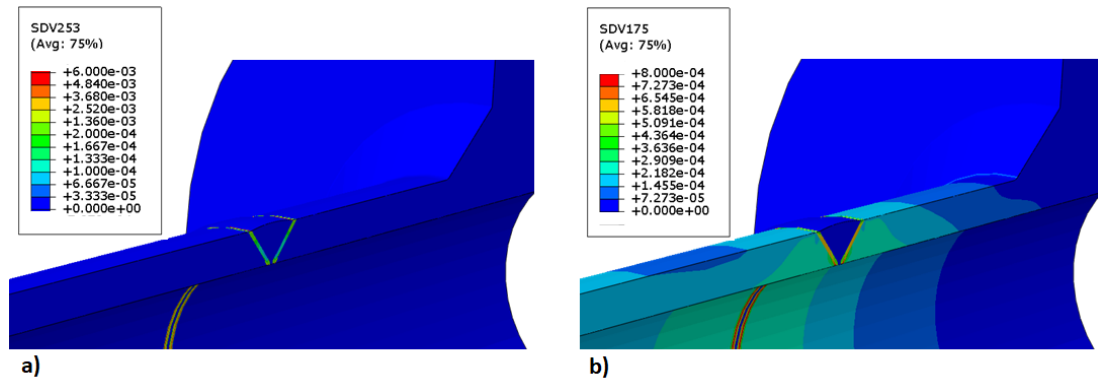 SDV253
(Avg: 75%)
+6.000e-03
+4.840e-03
+3.680e-03
+2.520e-03
+1.360e-03
+2.000e-04
+1.667e-04
+1.333e-04
+1.000e-04
+6.667e-05
+3.333e-05
+0.000e+00
SDV175
(Avg: 75%)
+8.000e-04
+7.273e-04
+6.545e-04
+5.818e-04
+5.091e-04
+4.364e-04
+3.636e-04
+2.909e-04
+2.182e-04
+1.455e-04
+7.273e-05
+0.000e+00
a)
b)